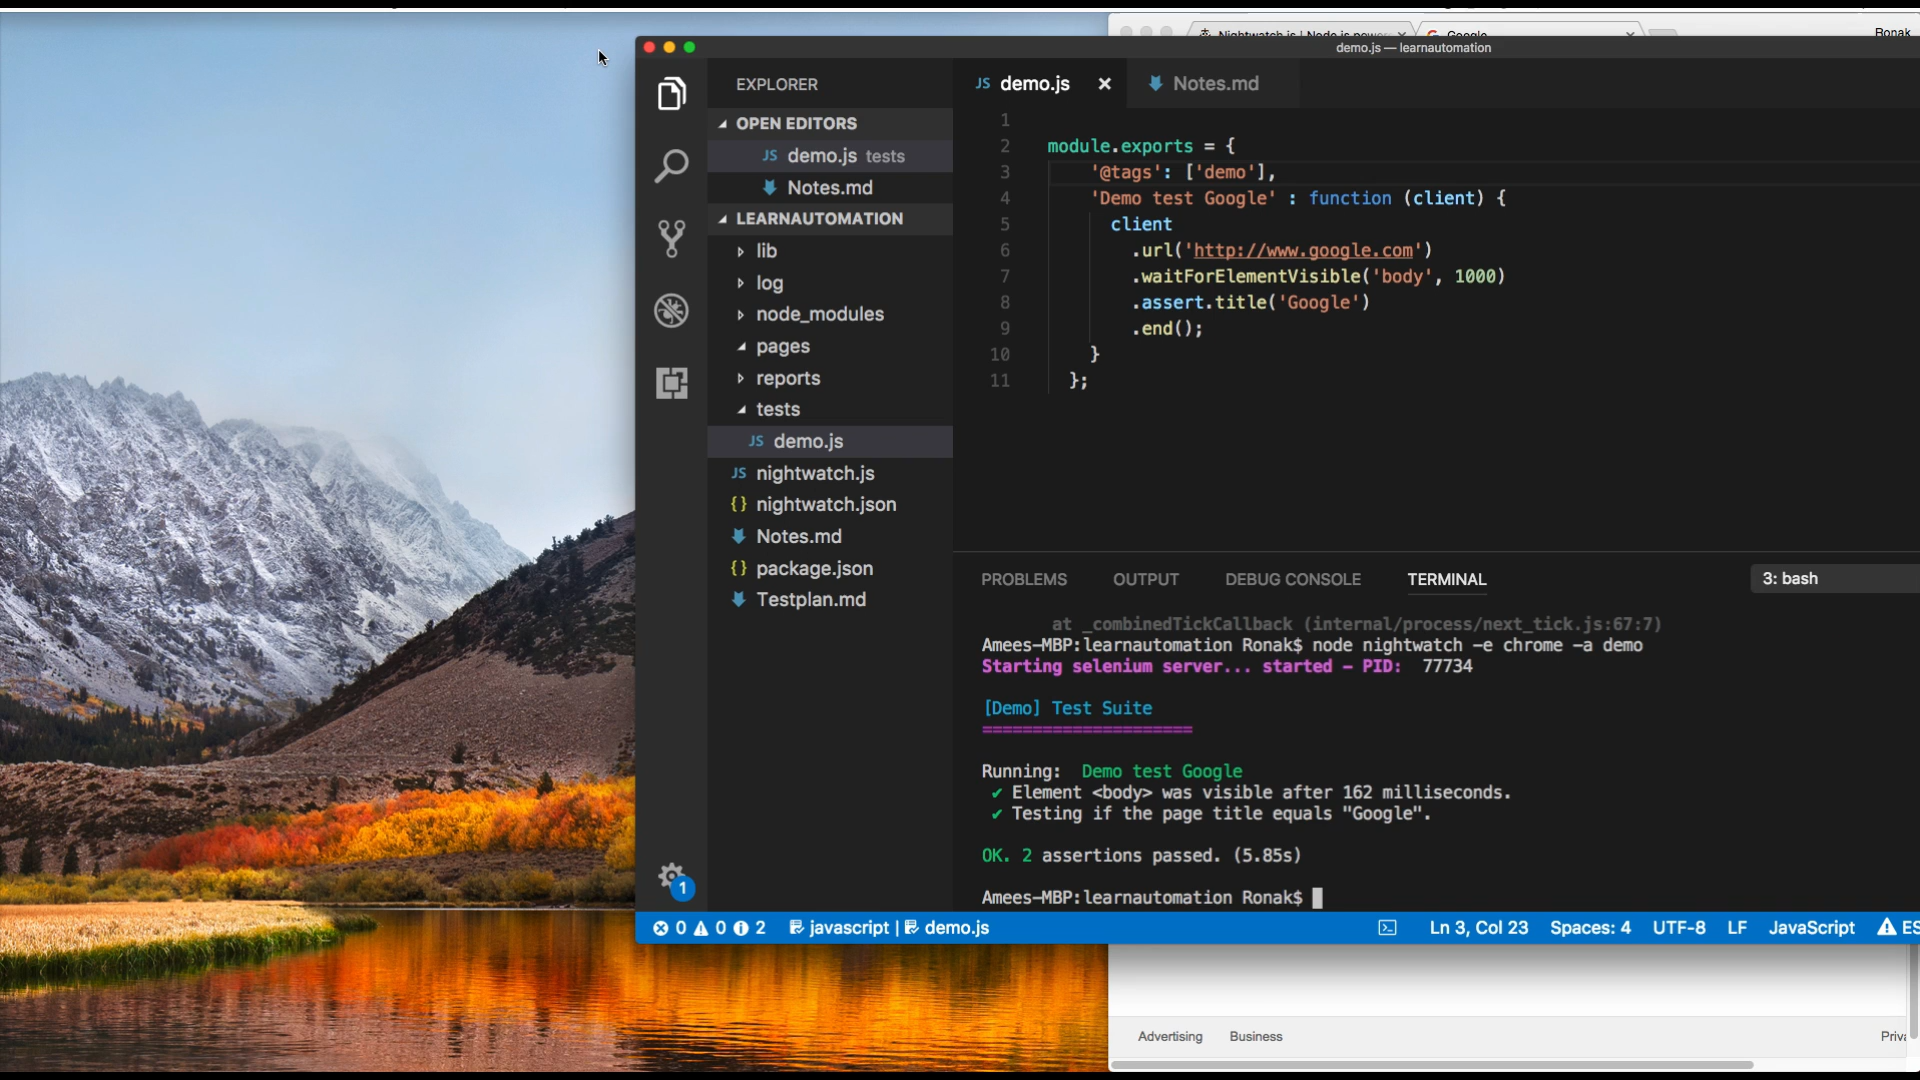 Nightwatch.js | Node.js power
Google
Ronak
demo.js — learnautomation
EXPLORER
OPEN EDITORS
JS demo.js tests
Notes.md
LEARNAUTOMATION
lib
log
node_modules
pages
reports
tests
JS demo.js
JS nightwatch.js
{} nightwatch.json
Notes.md
{} package.json
Testplan.md
1
JS demo.js
Notes.md
1
2 module.exports = {
3 '@tags': ['demo'],
4 'Demo test Google' : function (client) {
5 client
6 .url('http://www.google.com')
7 .waitForElementVisible('body', 1000)
8 .assert.title('Google')
9 .end();
10 }
11 };
PROBLEMS OUTPUT DEBUG CONSOLE TERMINAL 3: bash
at _combinedTickCallback (internal/process/next_tick.js:67:7)
Amees-MBP:learnautomation Ronak$ node nightwatch -e chrome -a demo
Starting selenium server... started - PID: 77734
[Demo] Test Suite
=====================
Running: Demo test Google
✔ Element <body> was visible after 162 milliseconds.
✔ Testing if the page title equals "Google".
OK. 2 assertions passed. (5.85s)
Amees-MBP:learnautomation Ronak$
0 0 2 javascript | demo.js Ln 3, Col 23 Spaces: 4 UTF-8 LF JavaScript ES
Advertising Business Priva